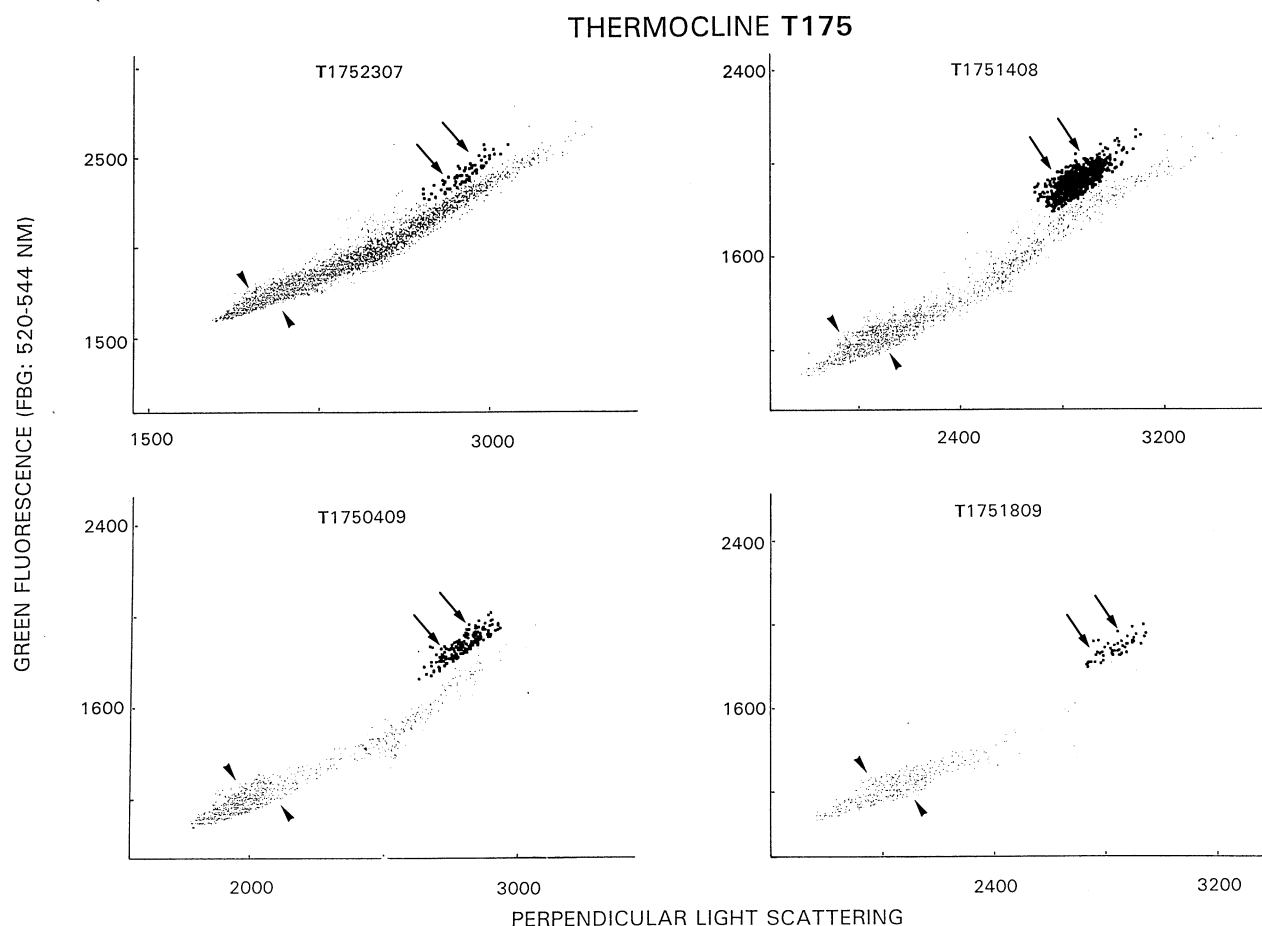 THERMOCLINE T175
T1752307
2500
1500
1500 3000
T1751408
2400
1600
2400 3200
T1750409
2400
1600
2000 3000
T1751809
2400
1600
2400 3200
GREEN FLUORESCENCE (FBG: 520-544 NM)
PERPENDICULAR LIGHT SCATTERING